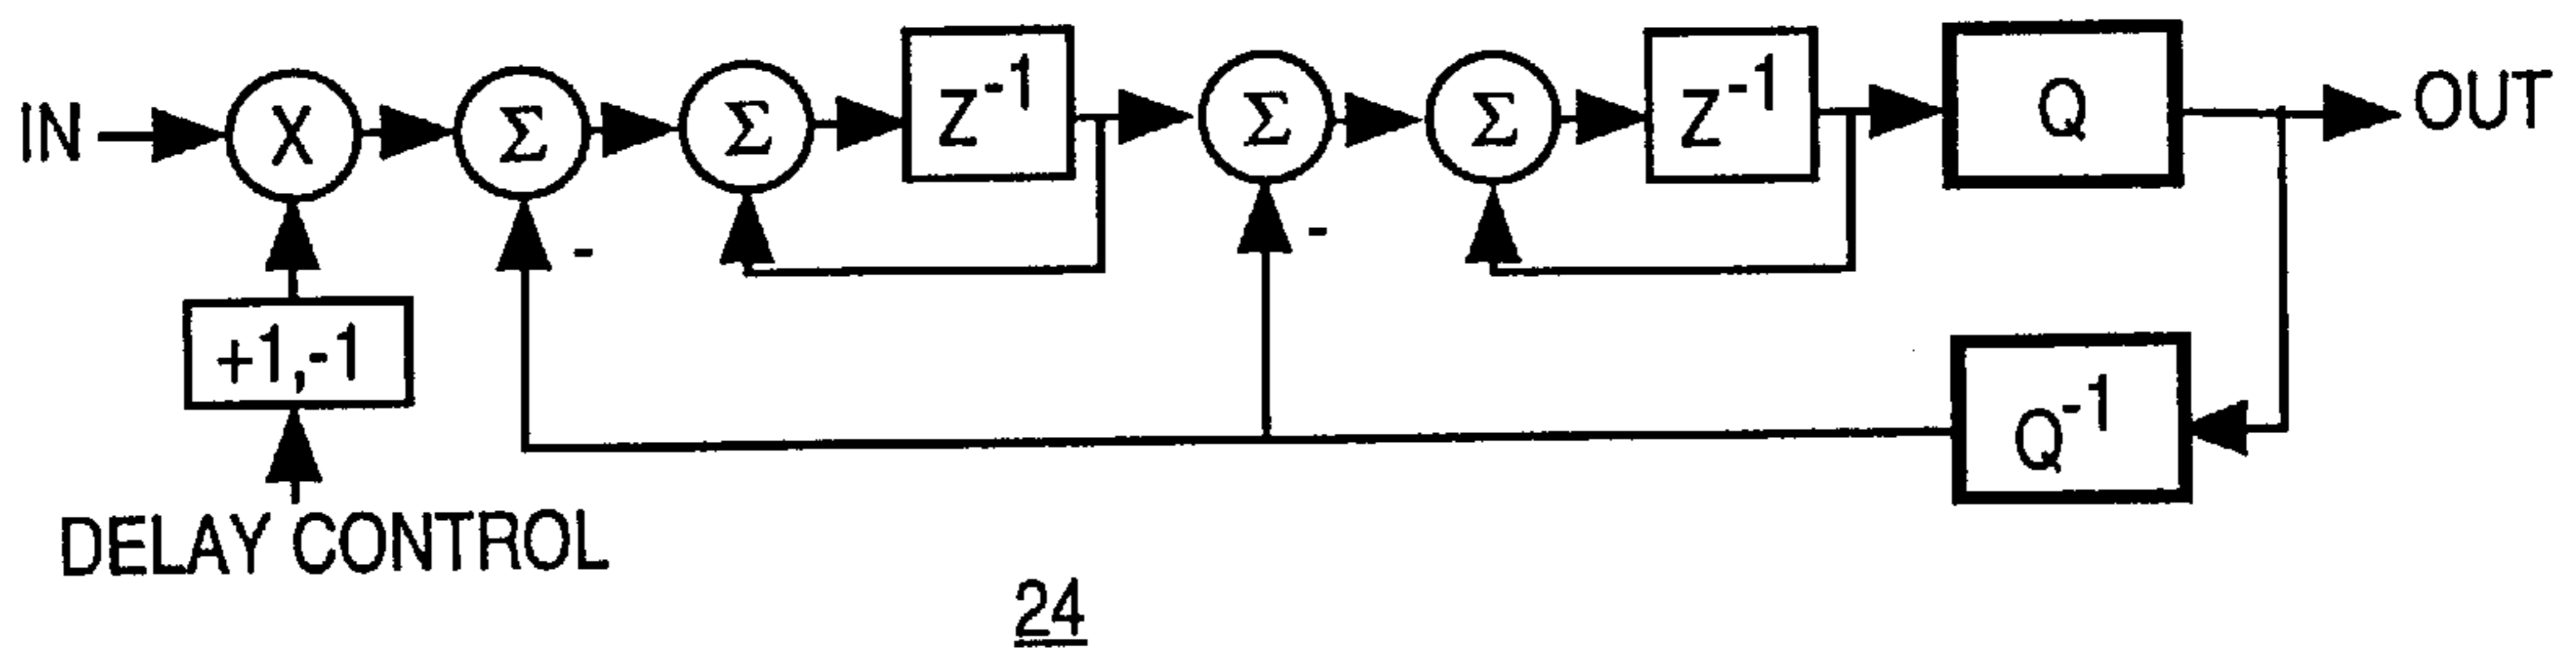 IN
X
Σ
Σ
Z⁻¹
Σ
Σ
Z⁻¹
Q
OUT
-
-
+1,-1
Q⁻¹
DELAY CONTROL
24